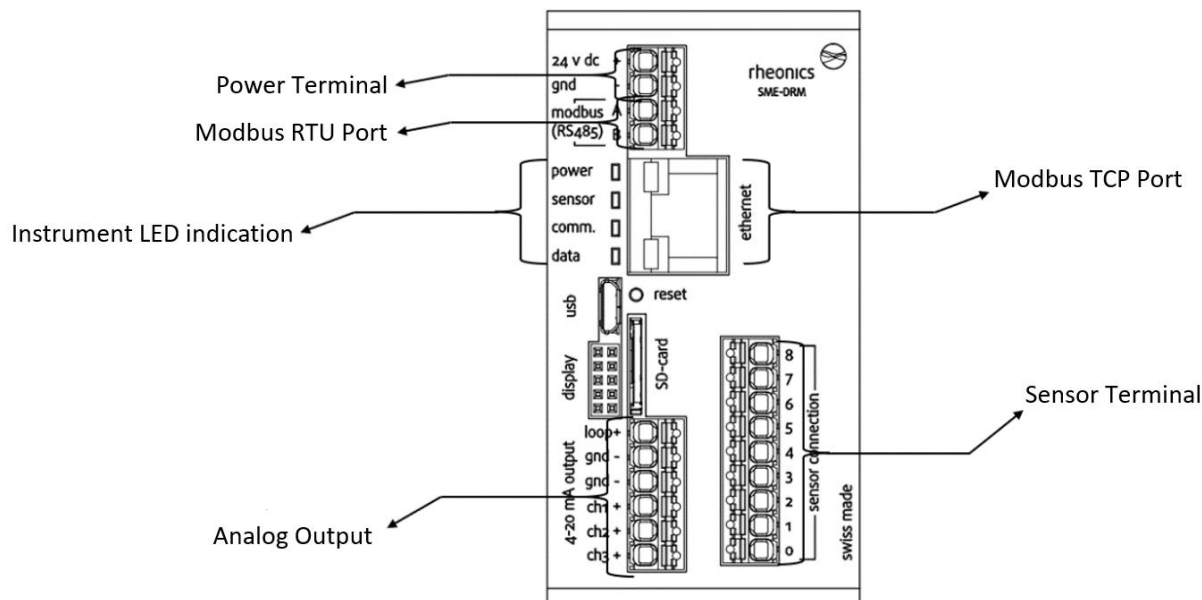 Power Terminal
Modbus RTU Port
Instrument LED indication
Analog Output
24 v dc +
gnd -
modbus A
(RS485) B
power
sensor
comm.
data
usb
reset
display
SD-card
4-20 mA output
loop+
gnd -
gnd -
ch1 +
ch2 +
ch3 +
rheonics
SME-DRM
ethernet
8
7
6
5
4
3
2
1
0
sensor connection
swiss made
Modbus TCP Port
Sensor Terminal